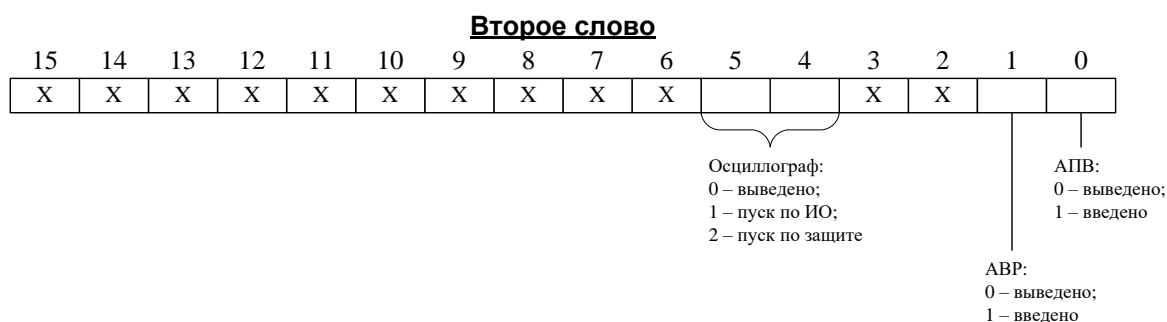 Второе слово
15 14 13 12 11 10 9 8 7 6 5 4 3 2 1 0
X X X X X X X X X X X X
Осциллограф:
0 – выведено;
1 – пуск по ИО;
2 – пуск по защите
АПВ:
0 – выведено;
1 – введено
АВР:
0 – выведено;
1 – введено